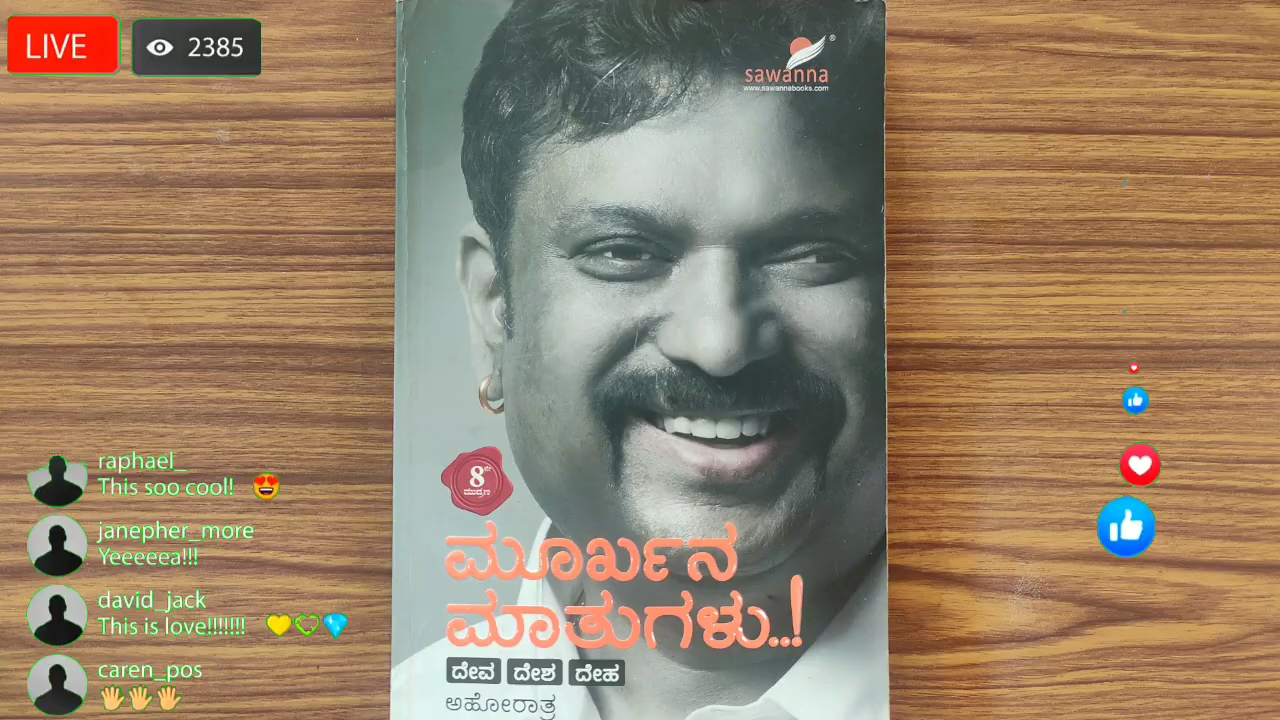 LIVE
2385
sawanna
www.sawannabooks.com
8ನೇ
ಮುದ್ರಣ
ಮೂರ್ಖನ
ಮಾತುಗಳು..!
ದೇವ ದೇಶ ದೇಹ
ಅಹೋರಾತ್ರ
raphael_
This soo cool! 😍
janepher_more
Yeeeeea!!!
david_jack
This is love!!!!!!! 💛💚💎
caren_pos
👋👋👋